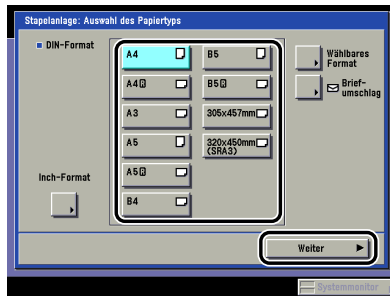 Stapelanlage: Auswahl des Papiertyps
DIN-Format
A4
B5
Wählbares
Format
A4R
B5R
Brief-
umschlag
A3
305x457mm
A5
320x450mm
(SRA3)
Inch-Format
A5R
B4
Weiter
Systemmonitor